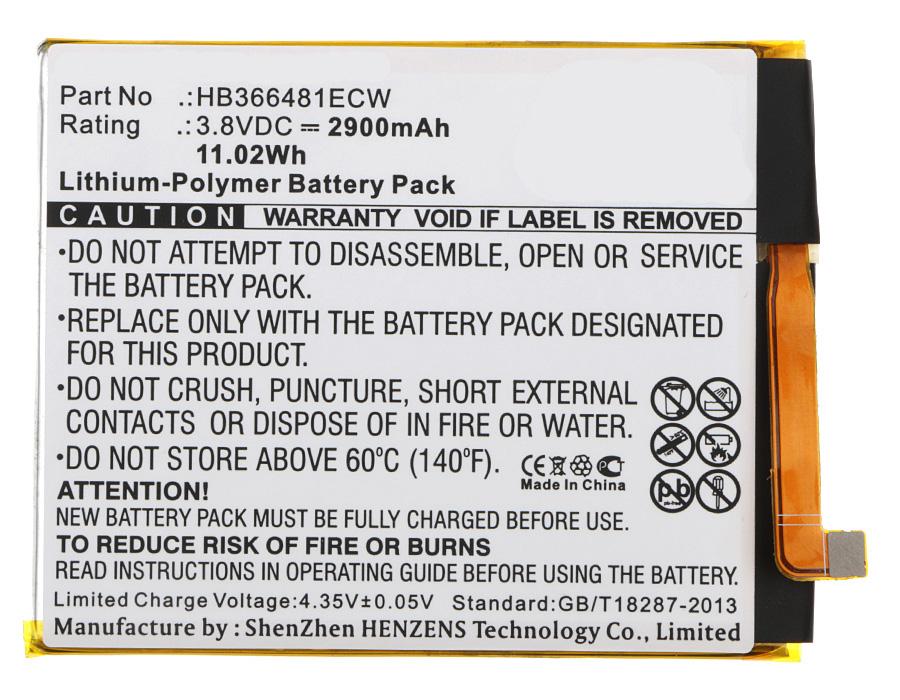 Part No .:HB366481ECW
Rating .:3.8VDC ⎓ 2900mAh
11.02Wh
Lithium-Polymer Battery Pack
CAUTION WARRANTY VOID IF LABEL IS REMOVED
•DO NOT ATTEMPT TO DISASSEMBLE, OPEN OR SERVICE
THE BATTERY PACK.
•REPLACE ONLY WITH THE BATTERY PACK DESIGNATED
FOR THIS PRODUCT.
•DO NOT CRUSH, PUNCTURE, SHORT EXTERNAL
CONTACTS OR DISPOSE OF IN FIRE OR WATER.
•DO NOT STORE ABOVE 60°C (140°F).
CE
Made In China
pb
pb-free
ATTENTION!
NEW BATTERY PACK MUST BE FULLY CHARGED BEFORE USE.
TO REDUCE RISK OF FIRE OR BURNS
READ INSTRUCTIONS IN OPERATING GUIDE BEFORE USING THE BATTERY.
Limited Charge Voltage:4.35V±0.05V Standard:GB/T18287-2013
Manufacture by : ShenZhen HENZENS Technology Co., Limited